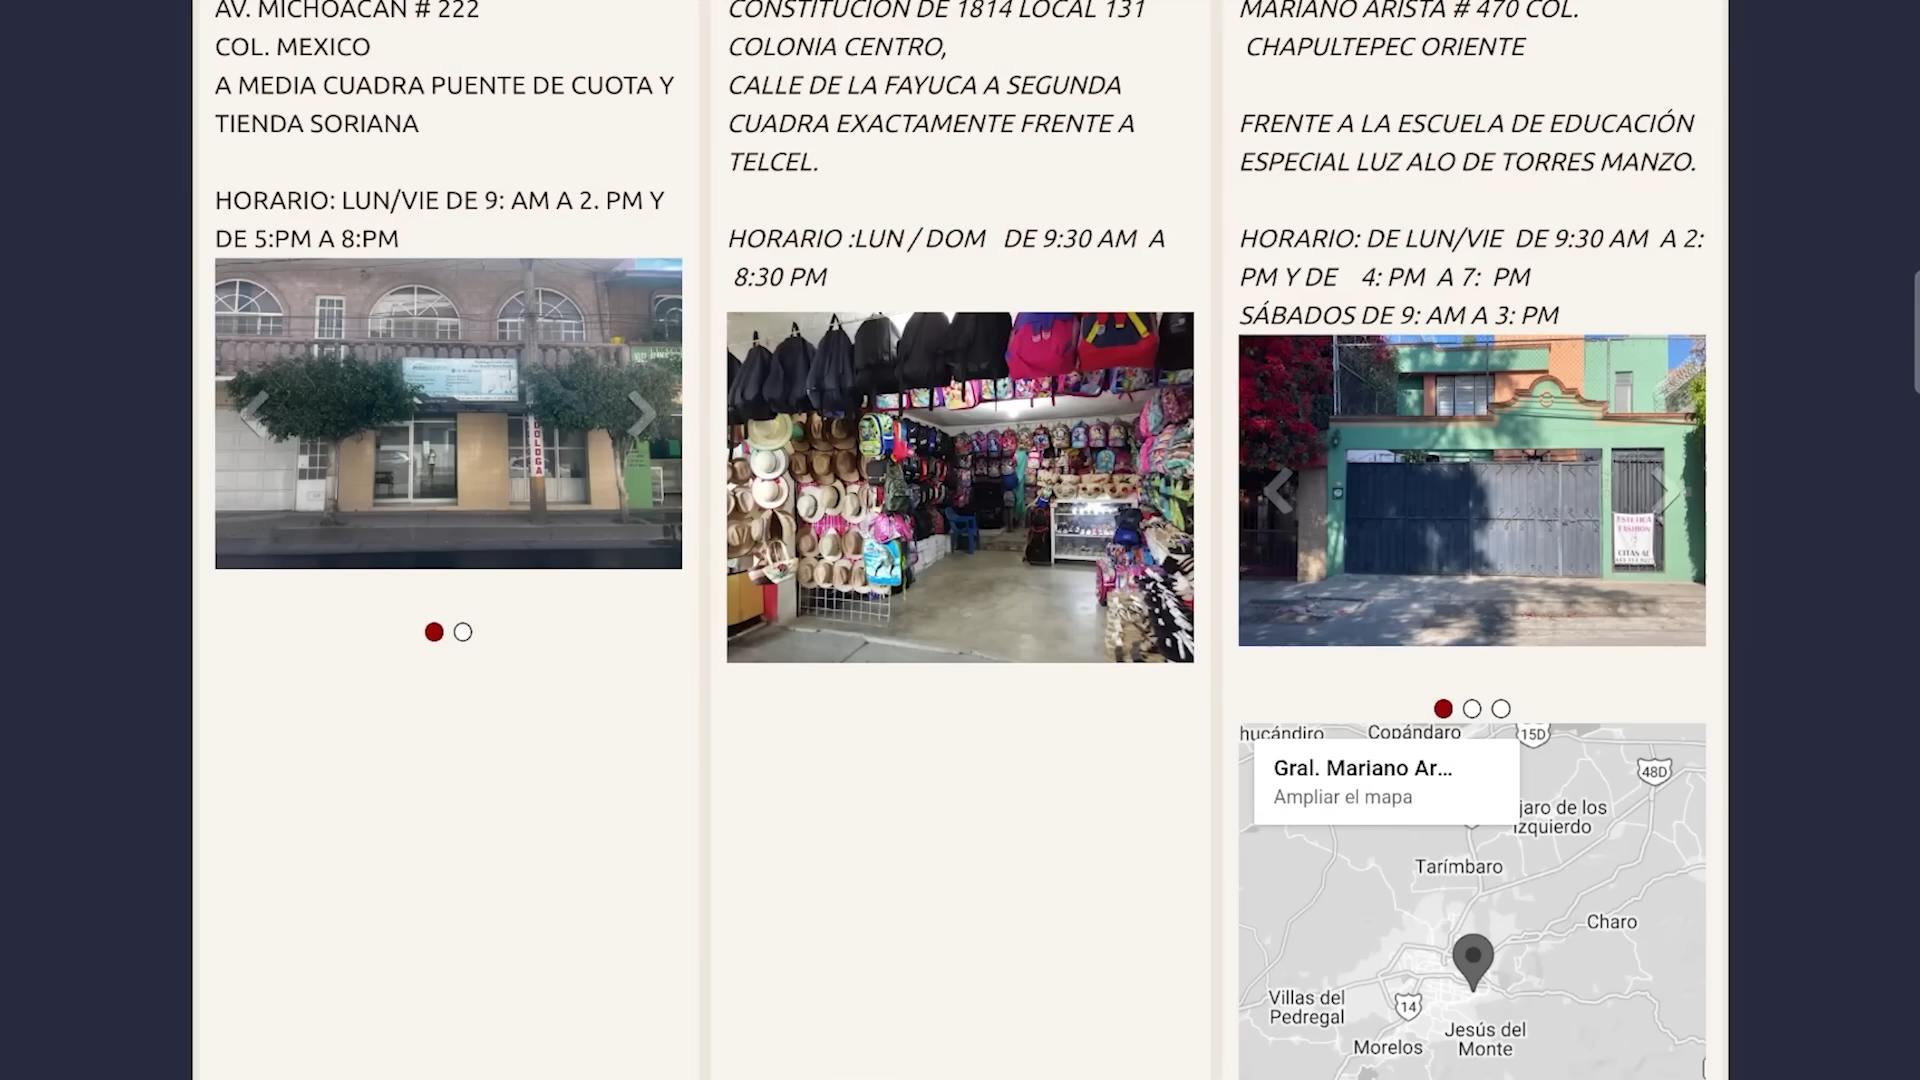 AV. MICHOACAN # 222
COL. MEXICO
A MEDIA CUADRA PUENTE DE CUOTA Y
TIENDA SORIANA
HORARIO: LUN/VIE DE 9: AM A 2. PM Y
DE 5:PM A 8:PM
CONSTITUCION DE 1814 LOCAL 131
COLONIA CENTRO,
CALLE DE LA FAYUCA A SEGUNDA
CUADRA EXACTAMENTE FRENTE A
TELCEL.
HORARIO :LUN / DOM DE 9:30 AM A
8:30 PM
MARIANO ARISTA # 470 COL.
CHAPULTEPEC ORIENTE
FRENTE A LA ESCUELA DE EDUCACIÓN
ESPECIAL LUZ ALO DE TORRES MANZO.
HORARIO: DE LUN/VIE DE 9:30 AM A 2:
PM Y DE 4: PM A 7: PM
SÁBADOS DE 9: AM A 3: PM
ESTETICA
FASHION
CITAS AL
hucándiro
Copándaro
15D
48D
Gral. Mariano Ar...
Ampliar el mapa
jaro de los
Izquierdo
Tarímbaro
Charo
Villas del
Pedregal
14
Jesús del
Monte
Morelos